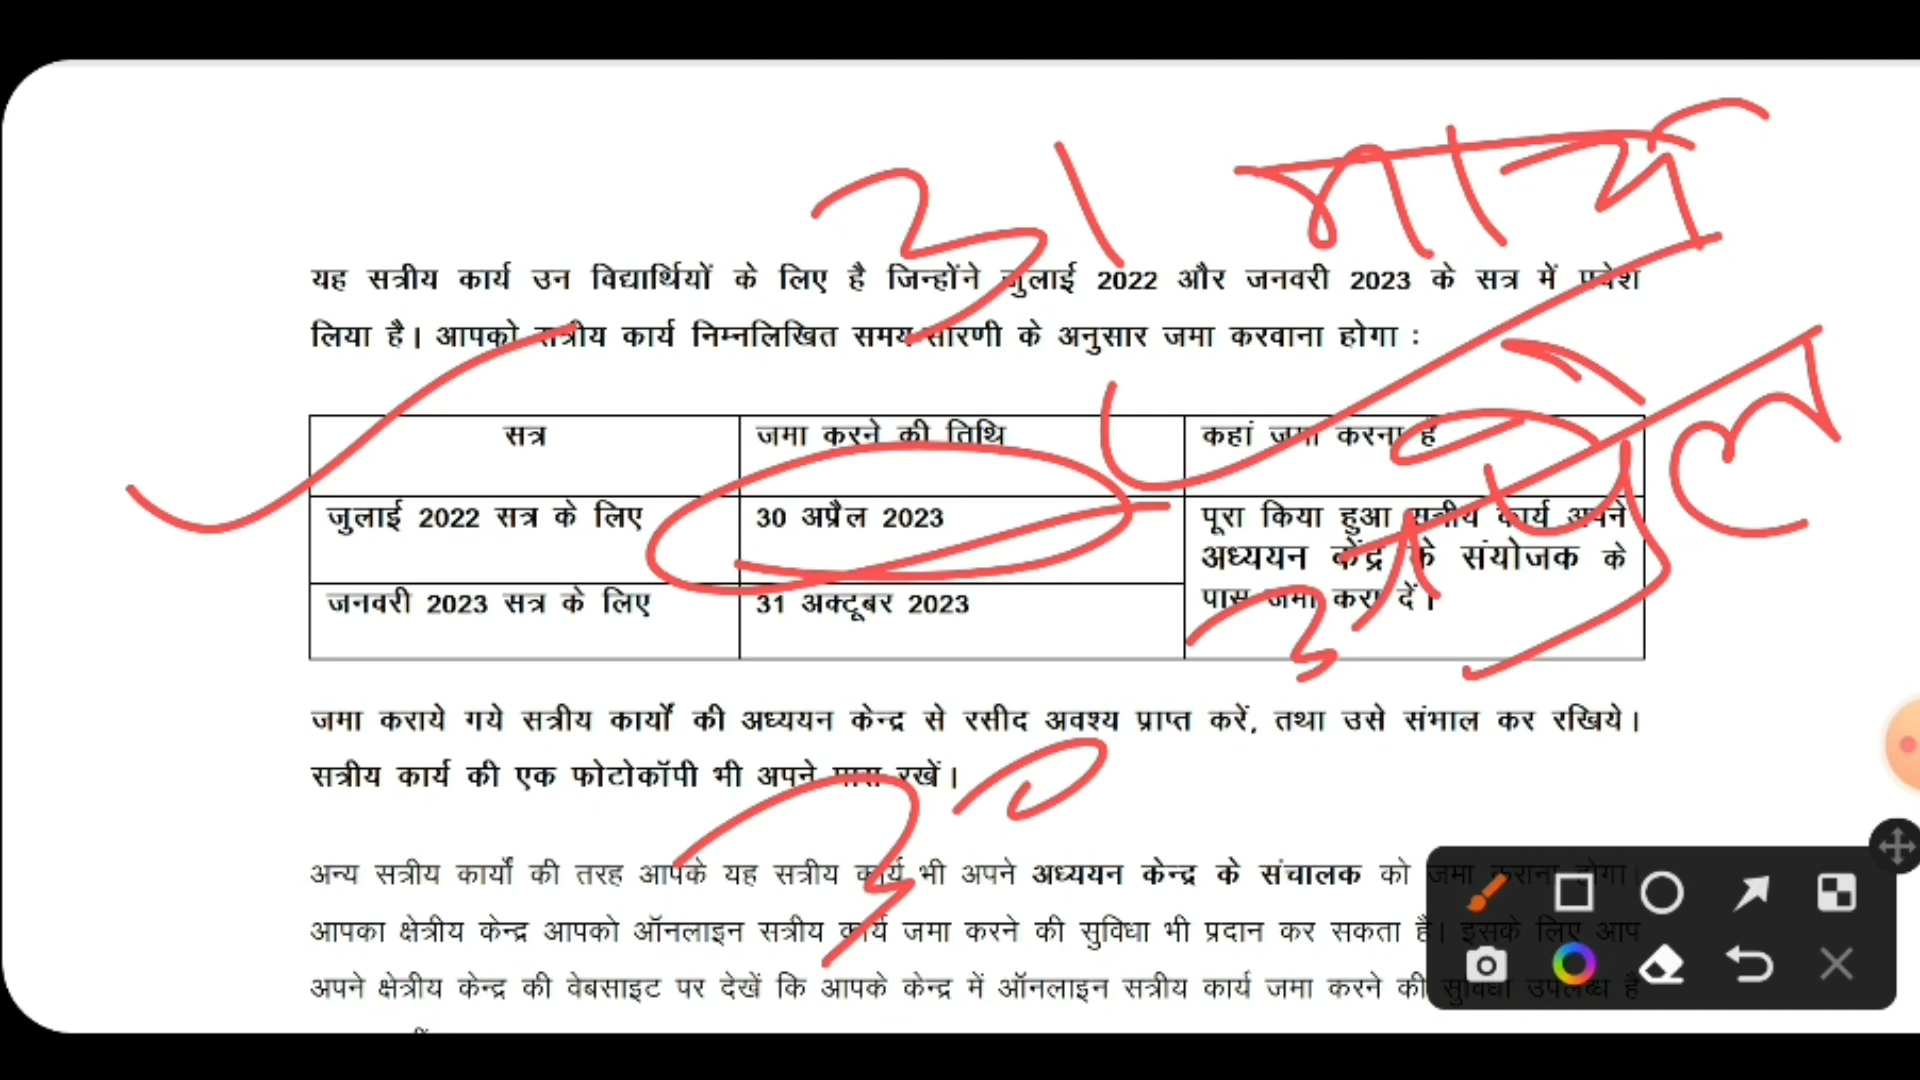 31 मार्च
यह सत्रीय कार्य उन विद्यार्थियों के लिए है जिन्होंने जुलाई 2022 और जनवरी 2023 के सत्र में प्रवेश
लिया है। आपको सत्रीय कार्य निम्नलिखित समय-सारणी के अनुसार जमा करवाना होगा :
सत्र
जमा करने की तिथि
कहां जमा करना है
जुलाई 2022 सत्र के लिए
30 अप्रैल 2023
पूरा किया हुआ सत्रीय कार्य अपने
अध्ययन केंद्र के संयोजक के
पास जमा करा दें।
जनवरी 2023 सत्र के लिए
31 अक्टूबर 2023
30
अप्रैल
जमा कराये गये सत्रीय कार्यों की अध्ययन केन्द्र से रसीद अवश्य प्राप्त करें, तथा उसे संभाल कर रखिये।
सत्रीय कार्य की एक फोटोकॉपी भी अपने पास रखें।
अन्य सत्रीय कार्यों की तरह आपके यह सत्रीय कार्य भी अपने अध्ययन केन्द्र के संचालक को जमा कराना होगा।
आपका क्षेत्रीय केन्द्र आपको ऑनलाइन सत्रीय कार्य जमा करने की सुविधा भी प्रदान कर सकता है। इसके लिए आप
अपने क्षेत्रीय केन्द्र की वेबसाइट पर देखें कि आपके केन्द्र में ऑनलाइन सत्रीय कार्य जमा करने की सुविधा उपलब्ध है